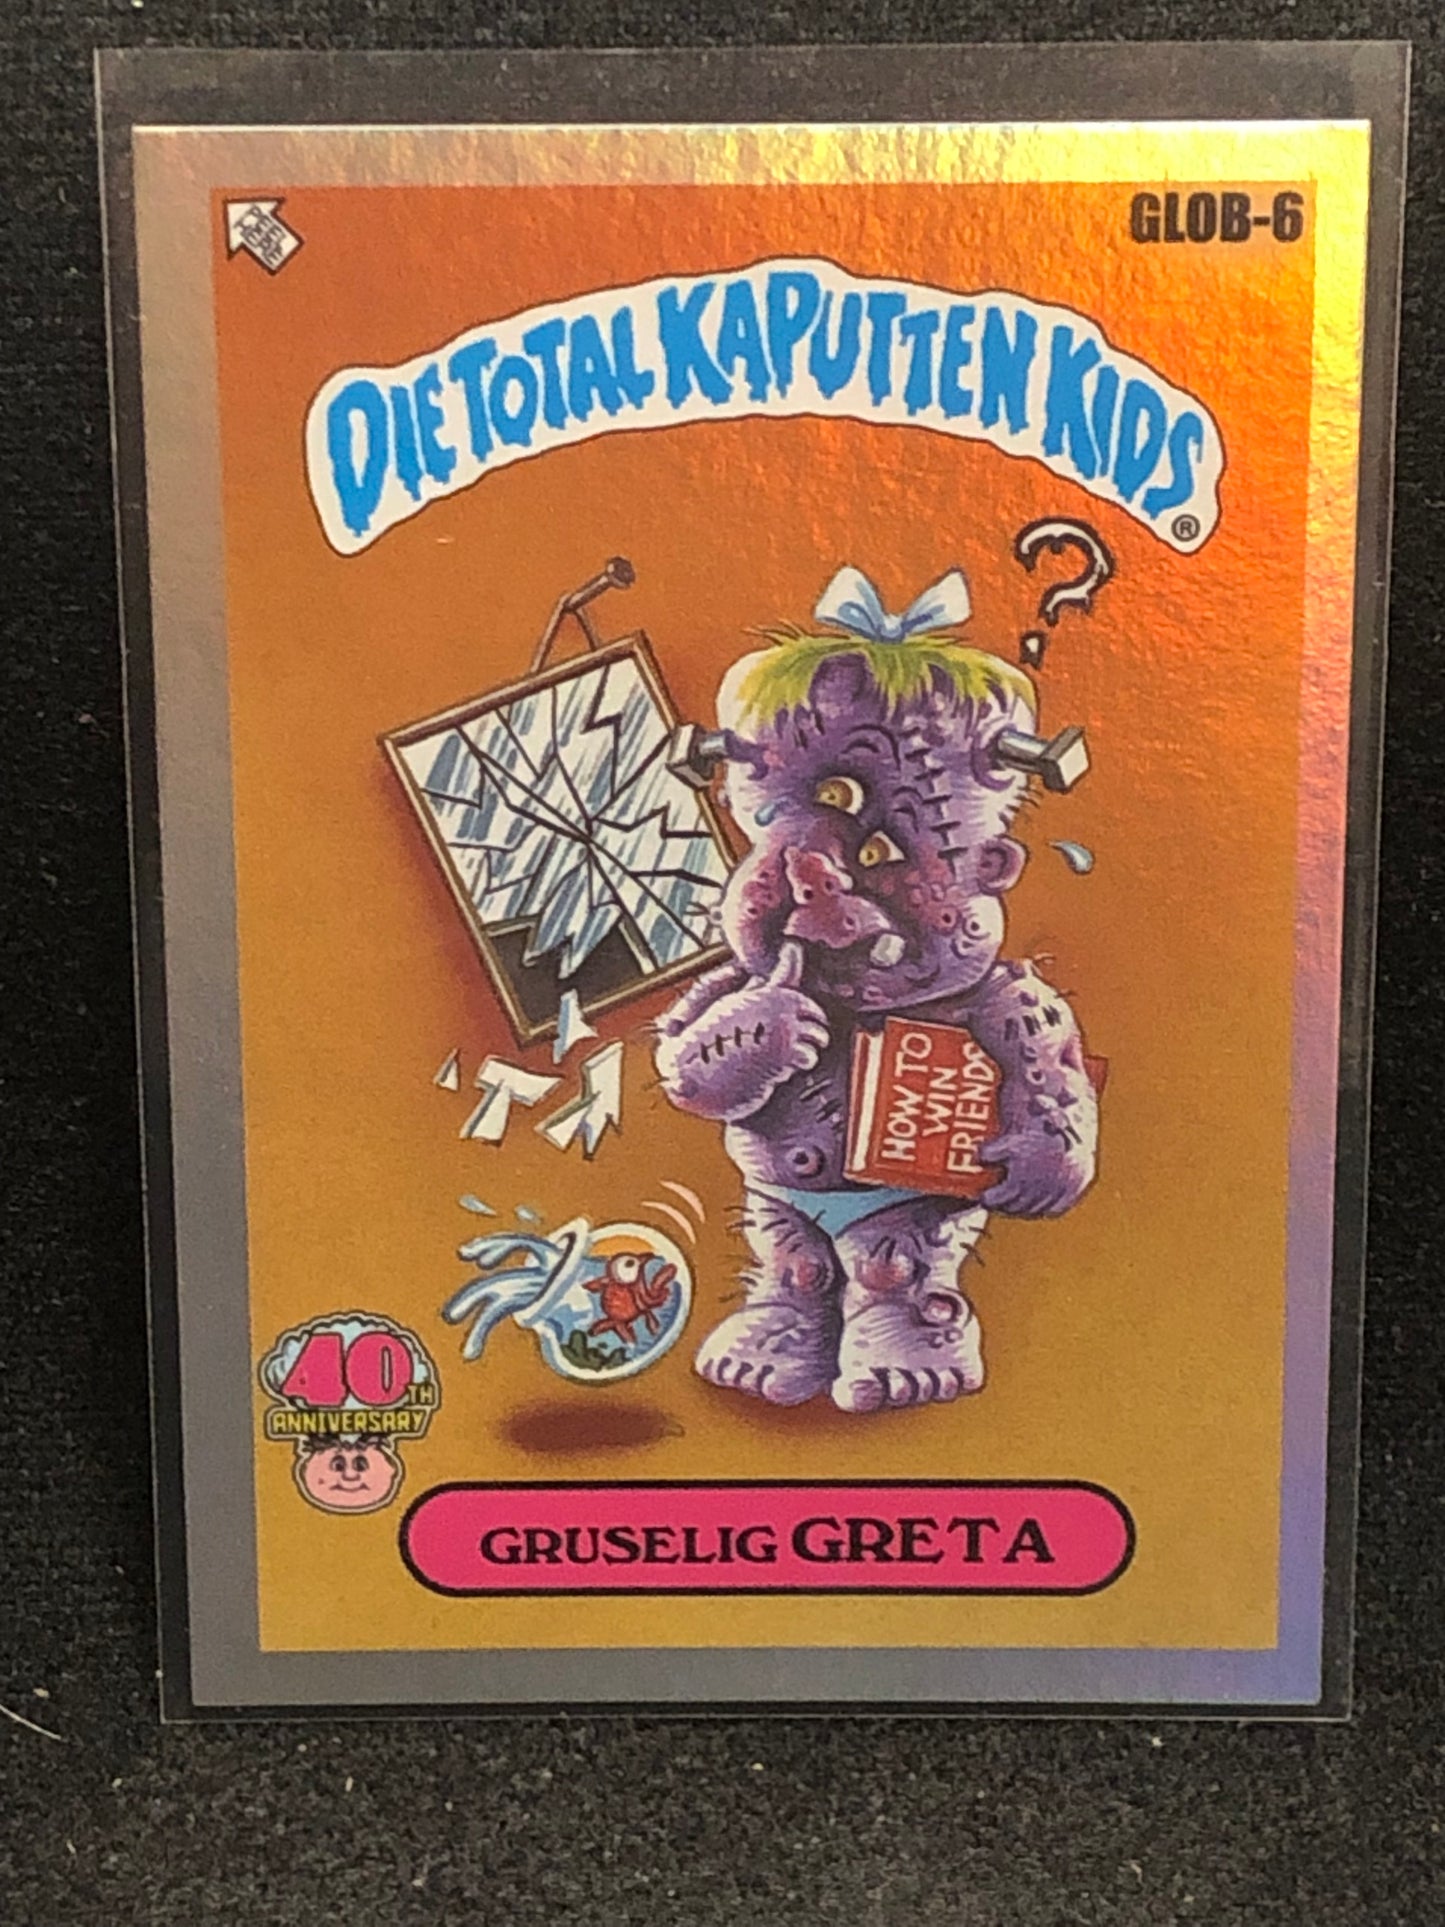 GLOB-6
DIE TOTAL KAPUTTEN KIDS®
?
HOW TO
WIN
FRIENDS
40TH
ANNIVERSARY
GRUSELIG GRETA